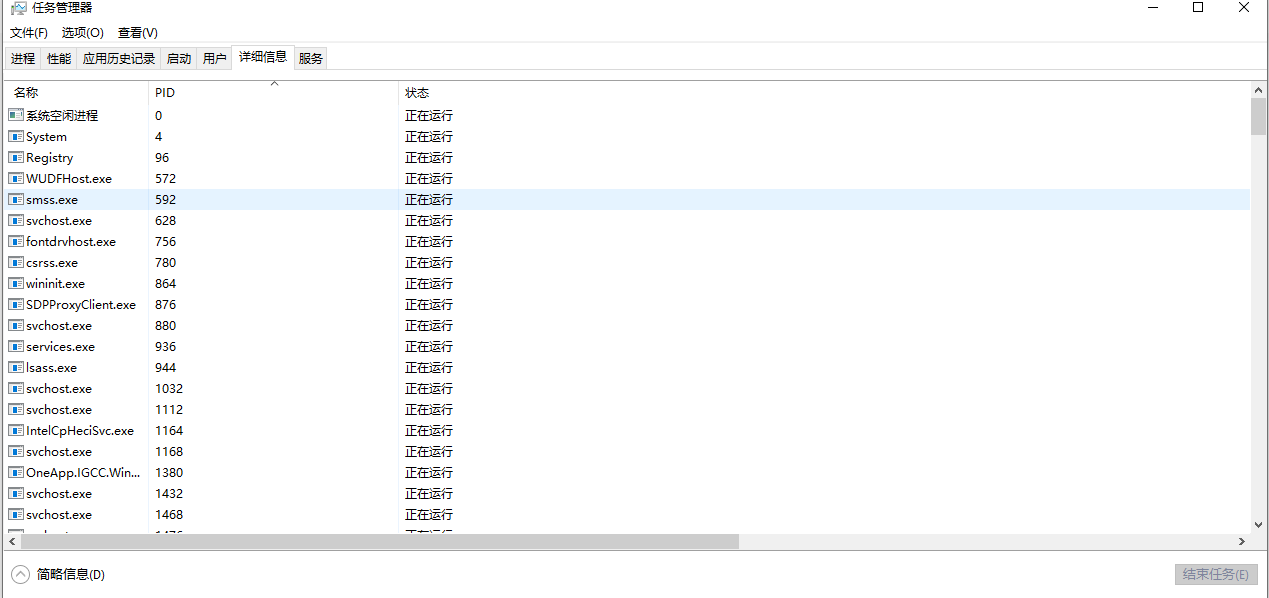 任务管理器
文件(F) 选项(O) 查看(V)
进程 性能 应用历史记录 启动 用户 详细信息 服务
名称 PID 状态
系统空闲进程 0 正在运行
System 4 正在运行
Registry 96 正在运行
WUDFHost.exe 572 正在运行
smss.exe 592 正在运行
svchost.exe 628 正在运行
fontdrvhost.exe 756 正在运行
csrss.exe 780 正在运行
wininit.exe 864 正在运行
SDPProxyClient.exe 876 正在运行
svchost.exe 880 正在运行
services.exe 936 正在运行
lsass.exe 944 正在运行
svchost.exe 1032 正在运行
svchost.exe 1112 正在运行
IntelCpHeciSvc.exe 1164 正在运行
svchost.exe 1168 正在运行
OneApp.IGCC.Win... 1380 正在运行
svchost.exe 1432 正在运行
svchost.exe 1468 正在运行
简略信息(D) 结束任务(E)